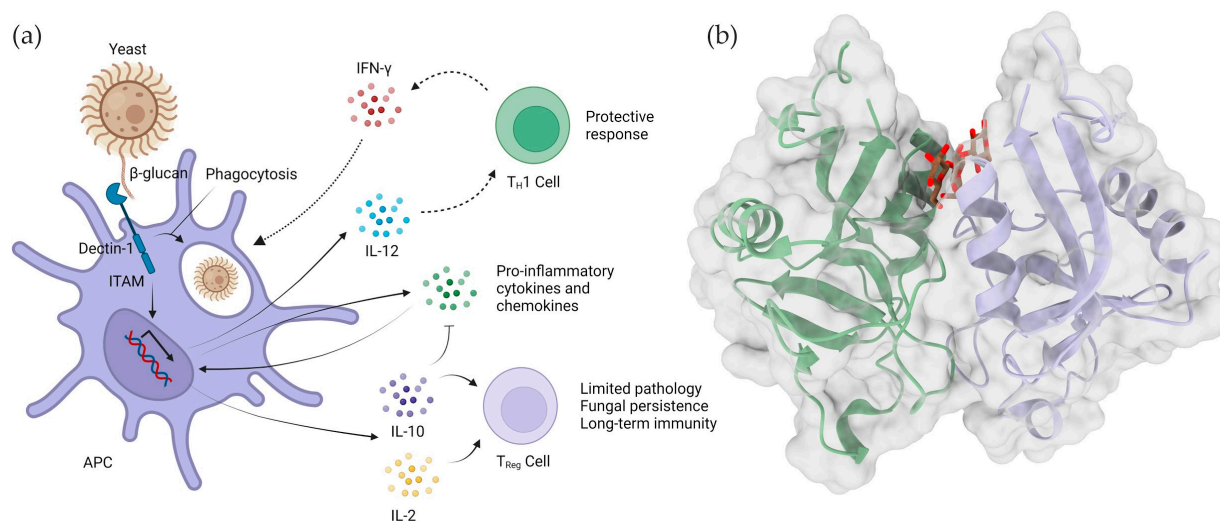 (a)
Yeast
β-glucan
Phagocytosis
Dectin-1
ITAM
APC
IFN-γ
IL-12
IL-10
IL-2
TH1 Cell
Protective
response
Pro-inflammatory
cytokines and
chemokines
TReg Cell
Limited pathology
Fungal persistence
Long-term immunity
(b)